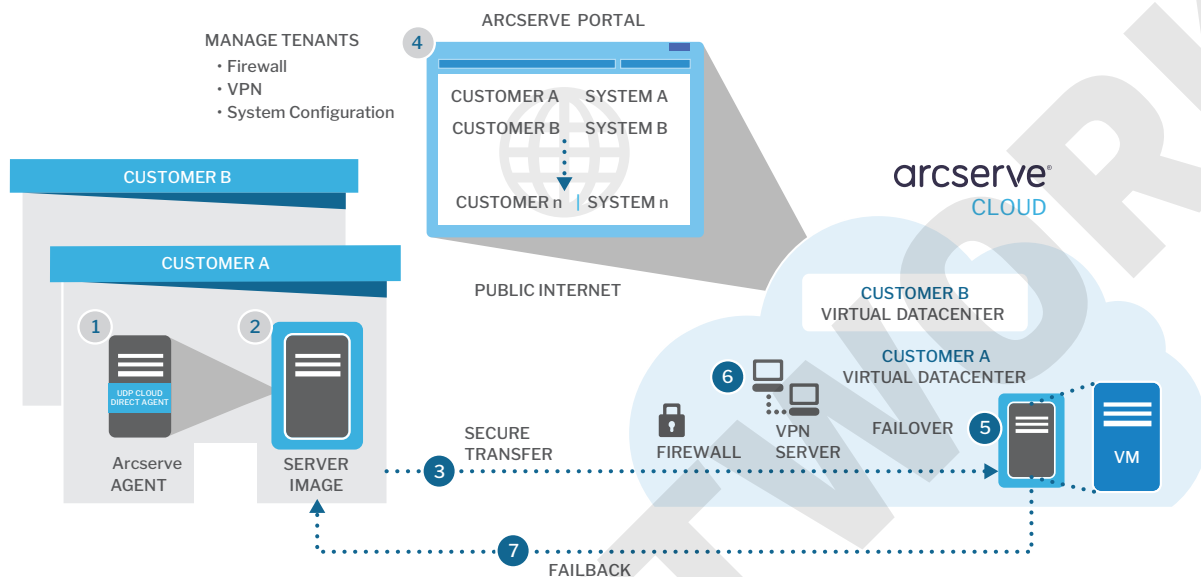 ARCSERVE PORTAL
MANAGE TENANTS
• Firewall
• VPN
• System Configuration
4
CUSTOMER A SYSTEM A
CUSTOMER B SYSTEM B
CUSTOMER n | SYSTEM n
arcserve®
CLOUD
CUSTOMER B
CUSTOMER A
PUBLIC INTERNET
CUSTOMER B
VIRTUAL DATACENTER
CUSTOMER A
VIRTUAL DATACENTER
1
2
UDP CLOUD
DIRECT AGENT
Arcserve
AGENT
SERVER
IMAGE
SECURE
TRANSFER
3
6
FIREWALL
VPN
SERVER
FAILOVER
5
VM
7
FAILBACK
TWORK